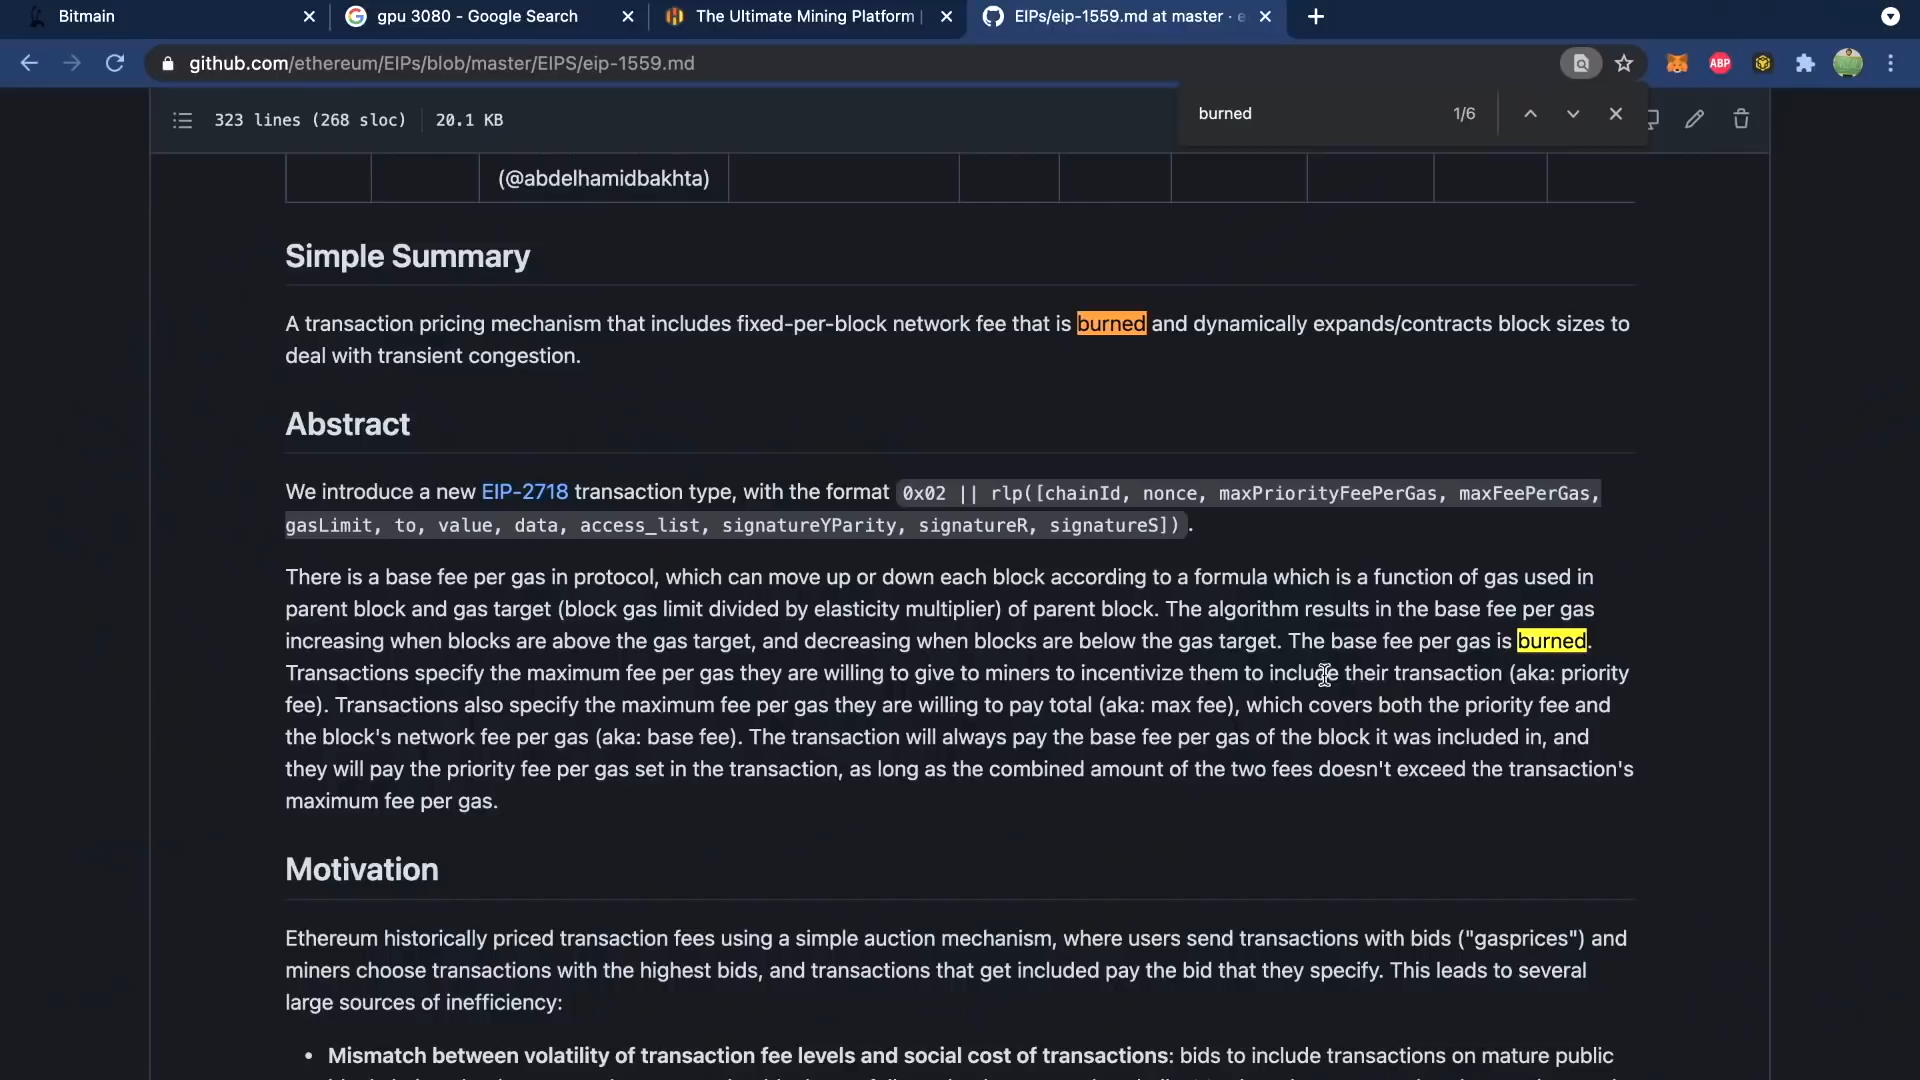 Bitmain
gpu 3080 - Google Search
The Ultimate Mining Platform
EIPs/eip-1559.md at master · e
github.com/ethereum/EIPs/blob/master/EIPS/eip-1559.md
ABP
323 lines (268 sloc)
20.1 KB
burned
1/6
(@abdelhamidbakhta)
Simple Summary
A transaction pricing mechanism that includes fixed-per-block network fee that is burned and dynamically expands/contracts block sizes to
deal with transient congestion.
Abstract
We introduce a new EIP-2718 transaction type, with the format 0x02 || rlp([chainId, nonce, maxPriorityFeePerGas, maxFeePerGas,
gasLimit, to, value, data, access_list, signatureYParity, signatureR, signatureS]).
There is a base fee per gas in protocol, which can move up or down each block according to a formula which is a function of gas used in
parent block and gas target (block gas limit divided by elasticity multiplier) of parent block. The algorithm results in the base fee per gas
increasing when blocks are above the gas target, and decreasing when blocks are below the gas target. The base fee per gas is burned.
Transactions specify the maximum fee per gas they are willing to give to miners to incentivize them to include their transaction (aka: priority
fee). Transactions also specify the maximum fee per gas they are willing to pay total (aka: max fee), which covers both the priority fee and
the block's network fee per gas (aka: base fee). The transaction will always pay the base fee per gas of the block it was included in, and
they will pay the priority fee per gas set in the transaction, as long as the combined amount of the two fees doesn't exceed the transaction's
maximum fee per gas.
Motivation
Ethereum historically priced transaction fees using a simple auction mechanism, where users send transactions with bids ("gasprices") and
miners choose transactions with the highest bids, and transactions that get included pay the bid that they specify. This leads to several
large sources of inefficiency:
• Mismatch between volatility of transaction fee levels and social cost of transactions: bids to include transactions on mature public